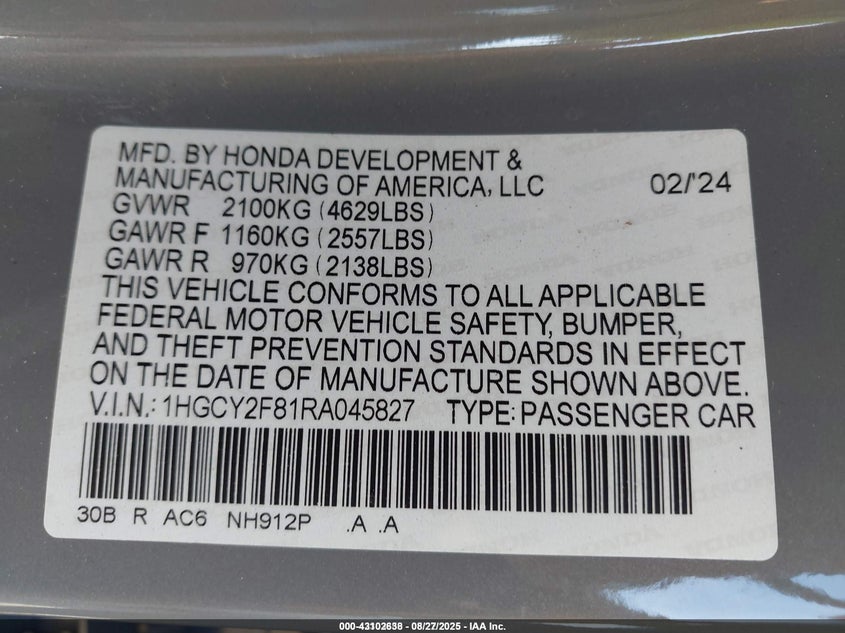 MFD. BY HONDA DEVELOPMENT &
MANUFACTURING OF AMERICA, LLC 02/'24
GVWR 2100KG (4629LBS)
GAWR F 1160KG (2557LBS)
GAWR R 970KG (2138LBS)
THIS VEHICLE CONFORMS TO ALL APPLICABLE
FEDERAL MOTOR VEHICLE SAFETY, BUMPER,
AND THEFT PREVENTION STANDARDS IN EFFECT
ON THE DATE OF MANUFACTURE SHOWN ABOVE.
V.I.N.: 1HGCY2F81RA045827 TYPE: PASSENGER CAR
30B R AC6 NH912P .A .A
000-43102638 - 08/27/2025 - IAA Inc.